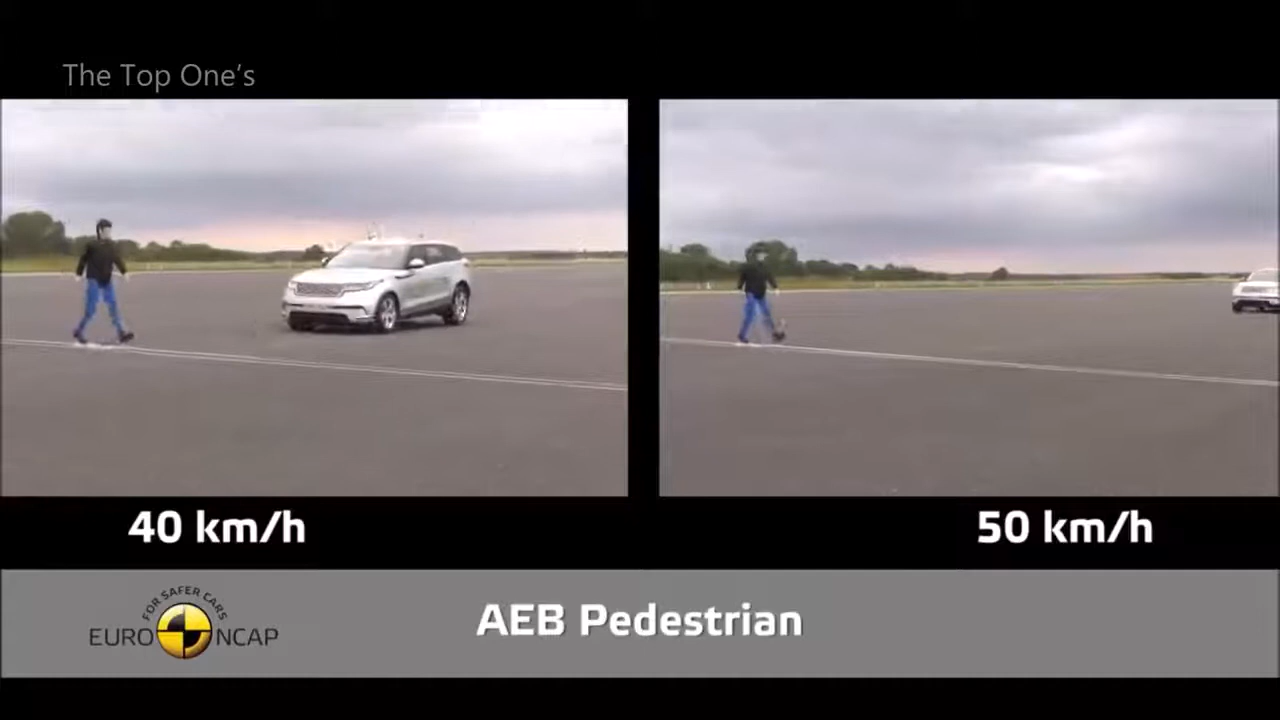 The Top One's
40 km/h
50 km/h
FOR SAFER CARS
EURO NCAP
AEB Pedestrian